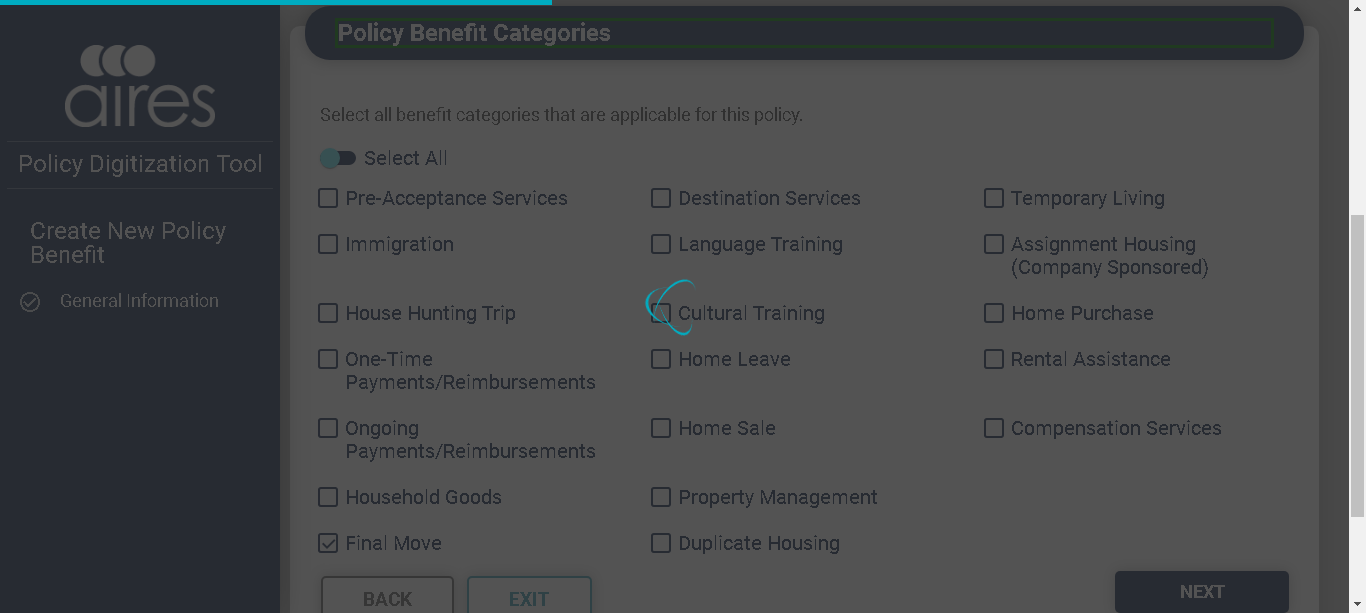 aires
Policy Digitization Tool
Create New Policy
Benefit
General Information
Policy Benefit Categories
Select all benefit categories that are applicable for this policy.
Select All
Pre-Acceptance Services
Destination Services
Temporary Living
Immigration
Language Training
Assignment Housing
(Company Sponsored)
House Hunting Trip
Cultural Training
Home Purchase
One-Time
Payments/Reimbursements
Home Leave
Rental Assistance
Ongoing
Payments/Reimbursements
Home Sale
Compensation Services
Household Goods
Property Management
Final Move
Duplicate Housing
BACK
EXIT
NEXT